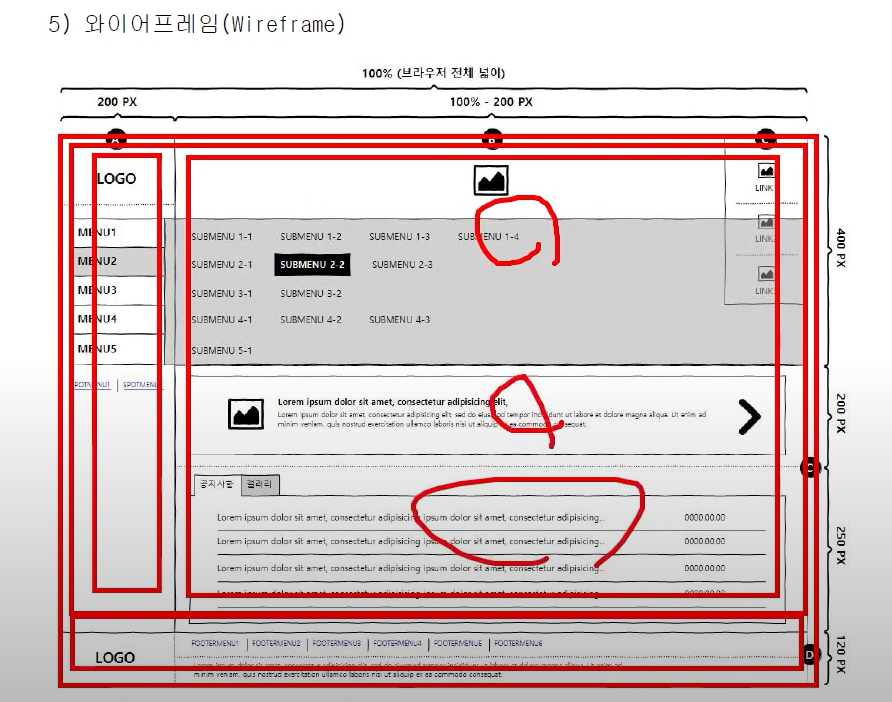 5) 와이어프레임(Wireframe)
100% (브라우저 전체 넓이)
200 PX
100% - 200 PX
LOGO
MENU1
MENU2
MENU3
MENU4
MENU5
SPOTMENU
SUBMENU 1-1 SUBMENU 1-2 SUBMENU 1-3 SUBMENU 1-4
SUBMENU 2-1 SUBMENU 2-2 SUBMENU 2-3
SUBMENU 3-1 SUBMENU 3-2
SUBMENU 4-1 SUBMENU 4-2 SUBMENU 4-3
SUBMENU 5-1
LINK
LINK
LINK
400 PX
Lorem ipsum dolor sit amet, consectetur adipisicing elit,
Lorem ipsum dolor sit amet, consectetur adipisicing elit, sed do eiusmod tempor incididunt ut labore et dolore magna aliqua. Ut enim ad
minim veniam, quis nostrud exercitation ullamco laboris nisi ut aliquip ex ea commodo consequat.
200 PX
공지사항 갤러리
Lorem ipsum dolor sit amet, consectetur adipisicing ipsum dolor sit amet, consectetur adipisicing... 0000.00.00
Lorem ipsum dolor sit amet, consectetur adipisicing ipsum dolor sit amet, consectetur adipisicing... 0000.00.00
Lorem ipsum dolor sit amet, consectetur adipisicing ipsum dolor sit amet, consectetur adipisicing... 0000.00.00
Lorem ipsum dolor sit amet, consectetur adipisicing ipsum dolor sit amet, consectetur adipisicing... 0000.00.00
250 PX
LOGO
FOOTERMENU1 FOOTERMENU2 FOOTERMENU3 FOOTERMENU4 FOOTERMENU5 FOOTERMENU6
veniam, quis nostrud exercitation ullamco laboris nisi ut aliquip ex ea commodo consequat.
D
120 PX